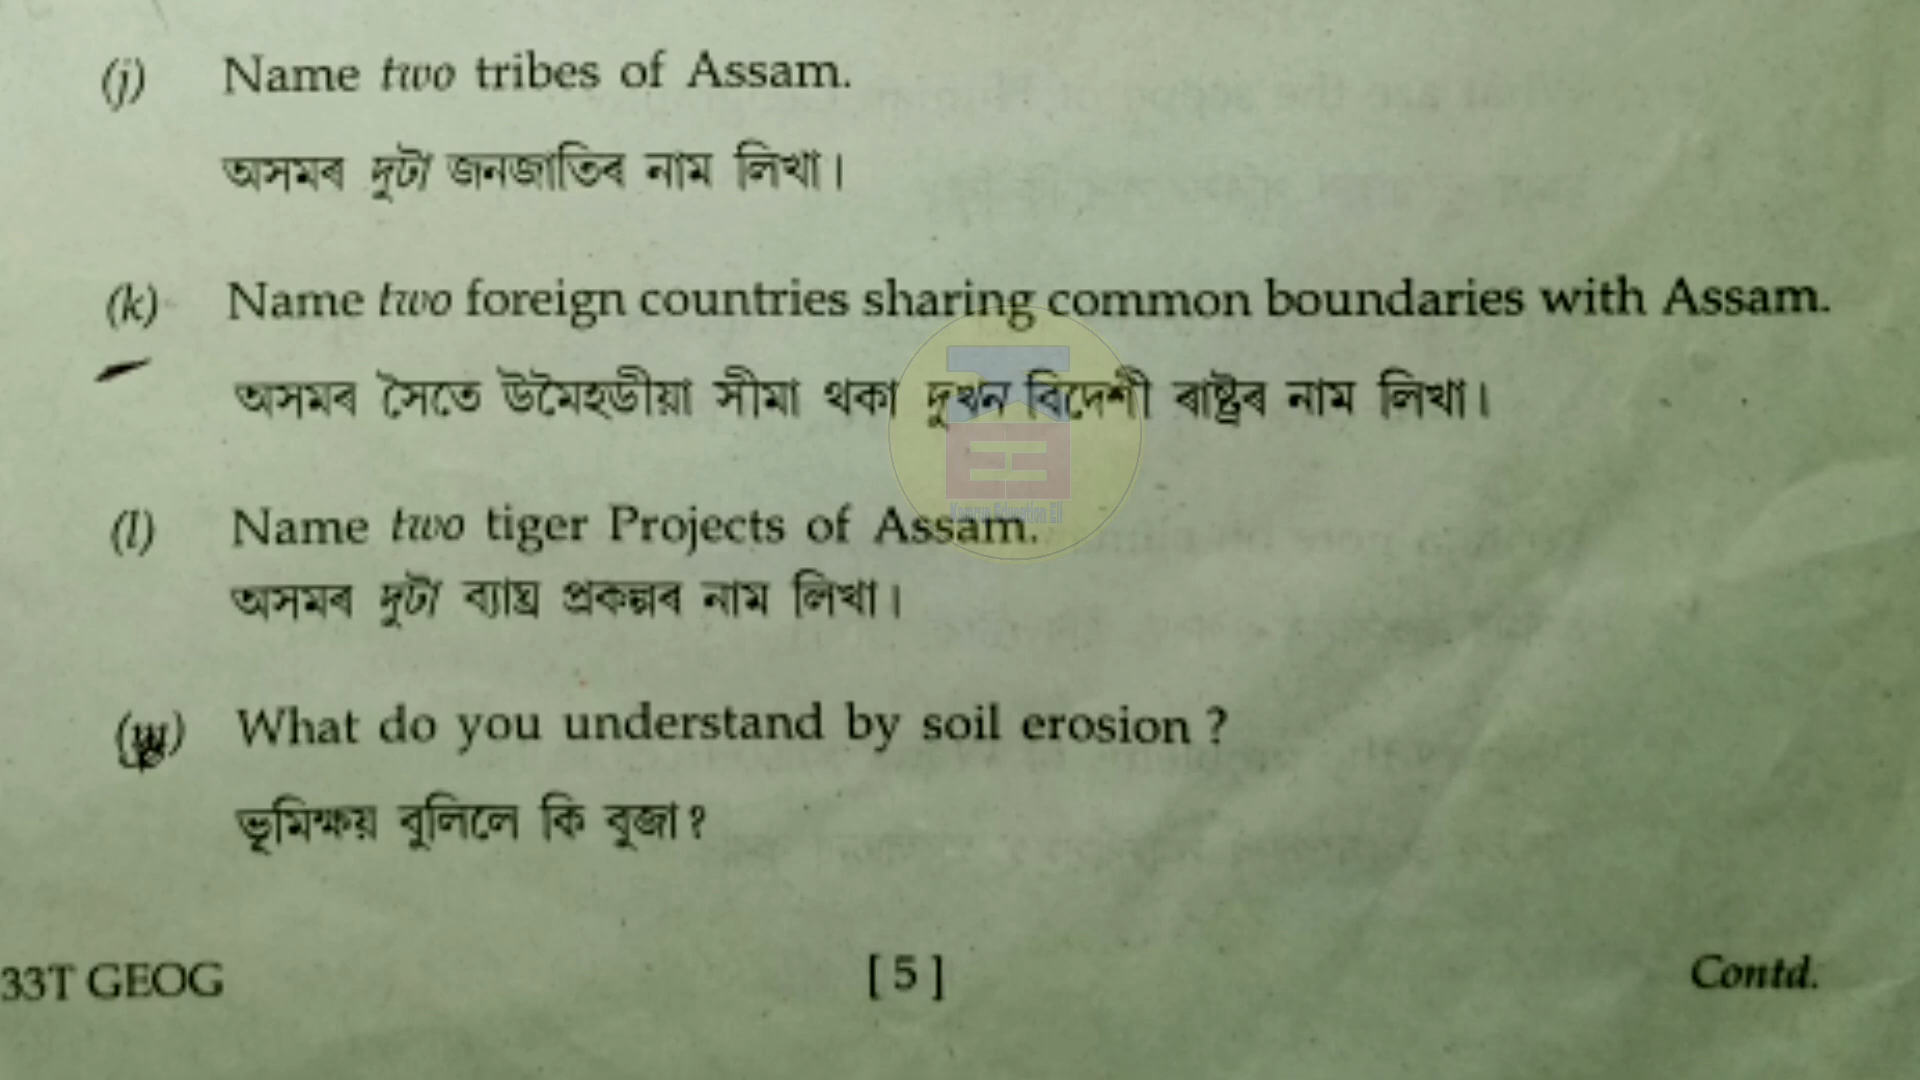 (j) Name two tribes of Assam.
অসমৰ দুটা জনজাতিৰ নাম লিখা।
(k) Name two foreign countries sharing common boundaries with Assam.
অসমৰ সৈতে উমৈহতীয়া সীমা থকা দুখন বিদেশী ৰাষ্ট্ৰৰ নাম লিখা।
(l) Name two tiger Projects of Assam.
অসমৰ দুটা ব্যাঘ্ৰ প্ৰকল্পৰ নাম লিখা।
What do you understand by soil erosion ?
ভূমিক্ষয় বুলিলে কি বুজা?
33T GEOG [ 5 ] Contd.